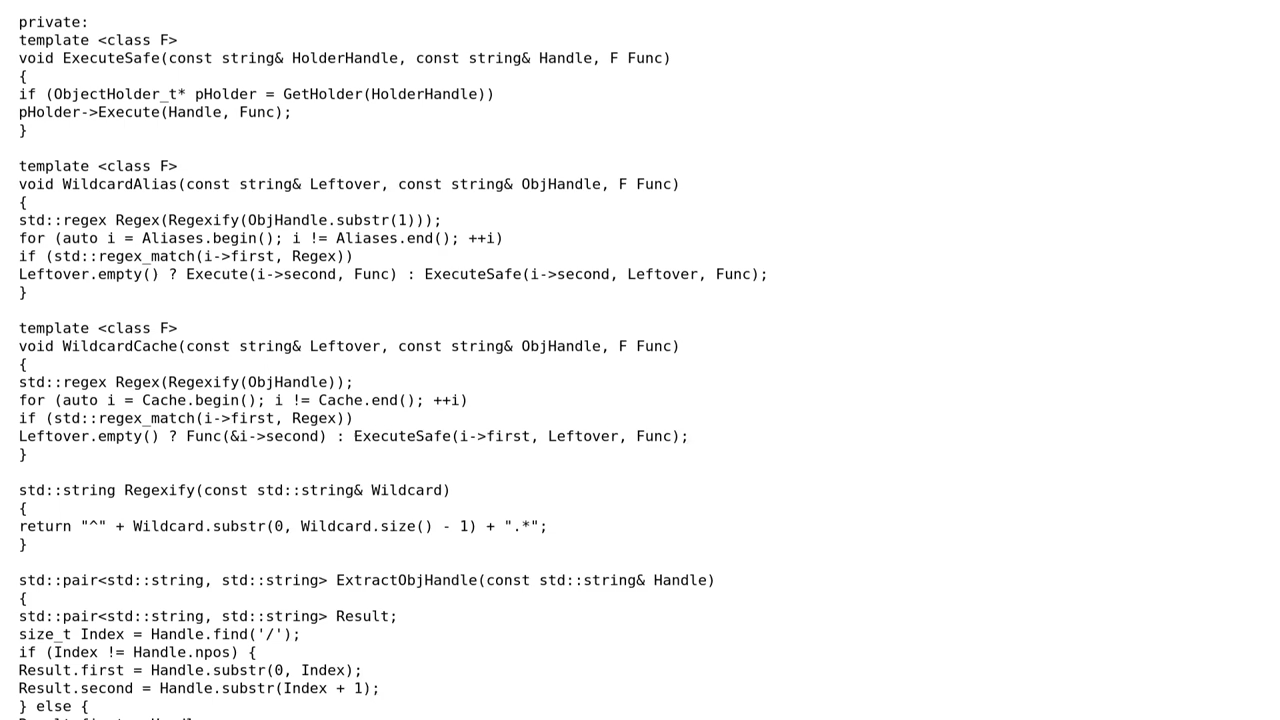 private:
template <class F>
void ExecuteSafe(const string& HolderHandle, const string& Handle, F Func)
{
if (ObjectHolder_t* pHolder = GetHolder(HolderHandle))
pHolder->Execute(Handle, Func);
}

template <class F>
void WildcardAlias(const string& Leftover, const string& ObjHandle, F Func)
{
std::regex Regex(Regexify(ObjHandle.substr(1)));
for (auto i = Aliases.begin(); i != Aliases.end(); ++i)
if (std::regex_match(i->first, Regex))
Leftover.empty() ? Execute(i->second, Func) : ExecuteSafe(i->second, Leftover, Func);
}

template <class F>
void WildcardCache(const string& Leftover, const string& ObjHandle, F Func)
{
std::regex Regex(Regexify(ObjHandle));
for (auto i = Cache.begin(); i != Cache.end(); ++i)
if (std::regex_match(i->first, Regex))
Leftover.empty() ? Func(&i->second) : ExecuteSafe(i->first, Leftover, Func);
}

std::string Regexify(const std::string& Wildcard)
{
return "^" + Wildcard.substr(0, Wildcard.size() - 1) + ".*";
}

std::pair<std::string, std::string> ExtractObjHandle(const std::string& Handle)
{
std::pair<std::string, std::string> Result;
size_t Index = Handle.find('/');
if (Index != Handle.npos) {
Result.first = Handle.substr(0, Index);
Result.second = Handle.substr(Index + 1);
} else {